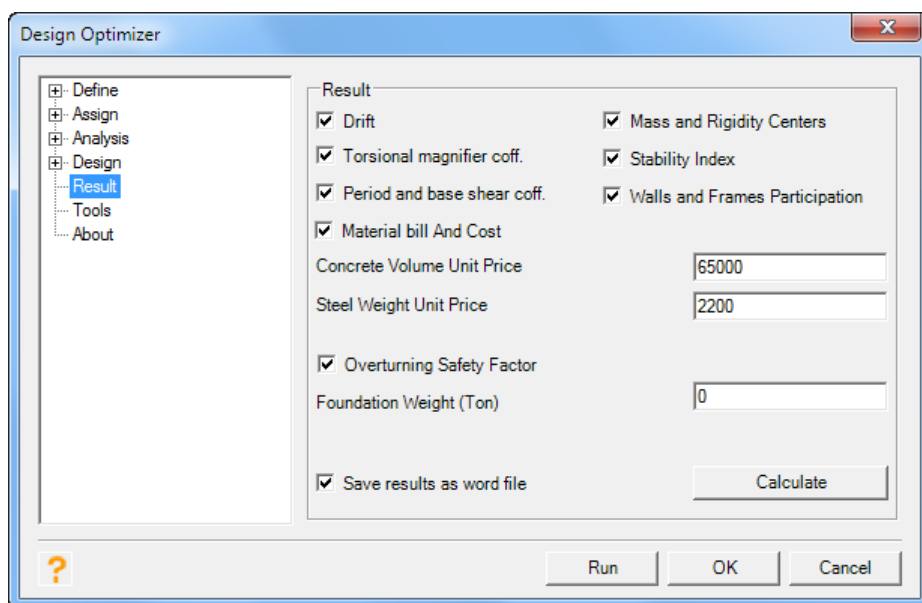 Design Optimizer
x
Define
Assign
Analysis
Design
Result
Tools
About
Result
Drift
Mass and Rigidity Centers
Torsional magnifier coff.
Stability Index
Period and base shear coff.
Walls and Frames Participation
Material bill And Cost
Concrete Volume Unit Price
65000
Steel Weight Unit Price
2200
Overturning Safety Factor
Foundation Weight (Ton)
0
Save results as word file
Calculate
?
Run
OK
Cancel